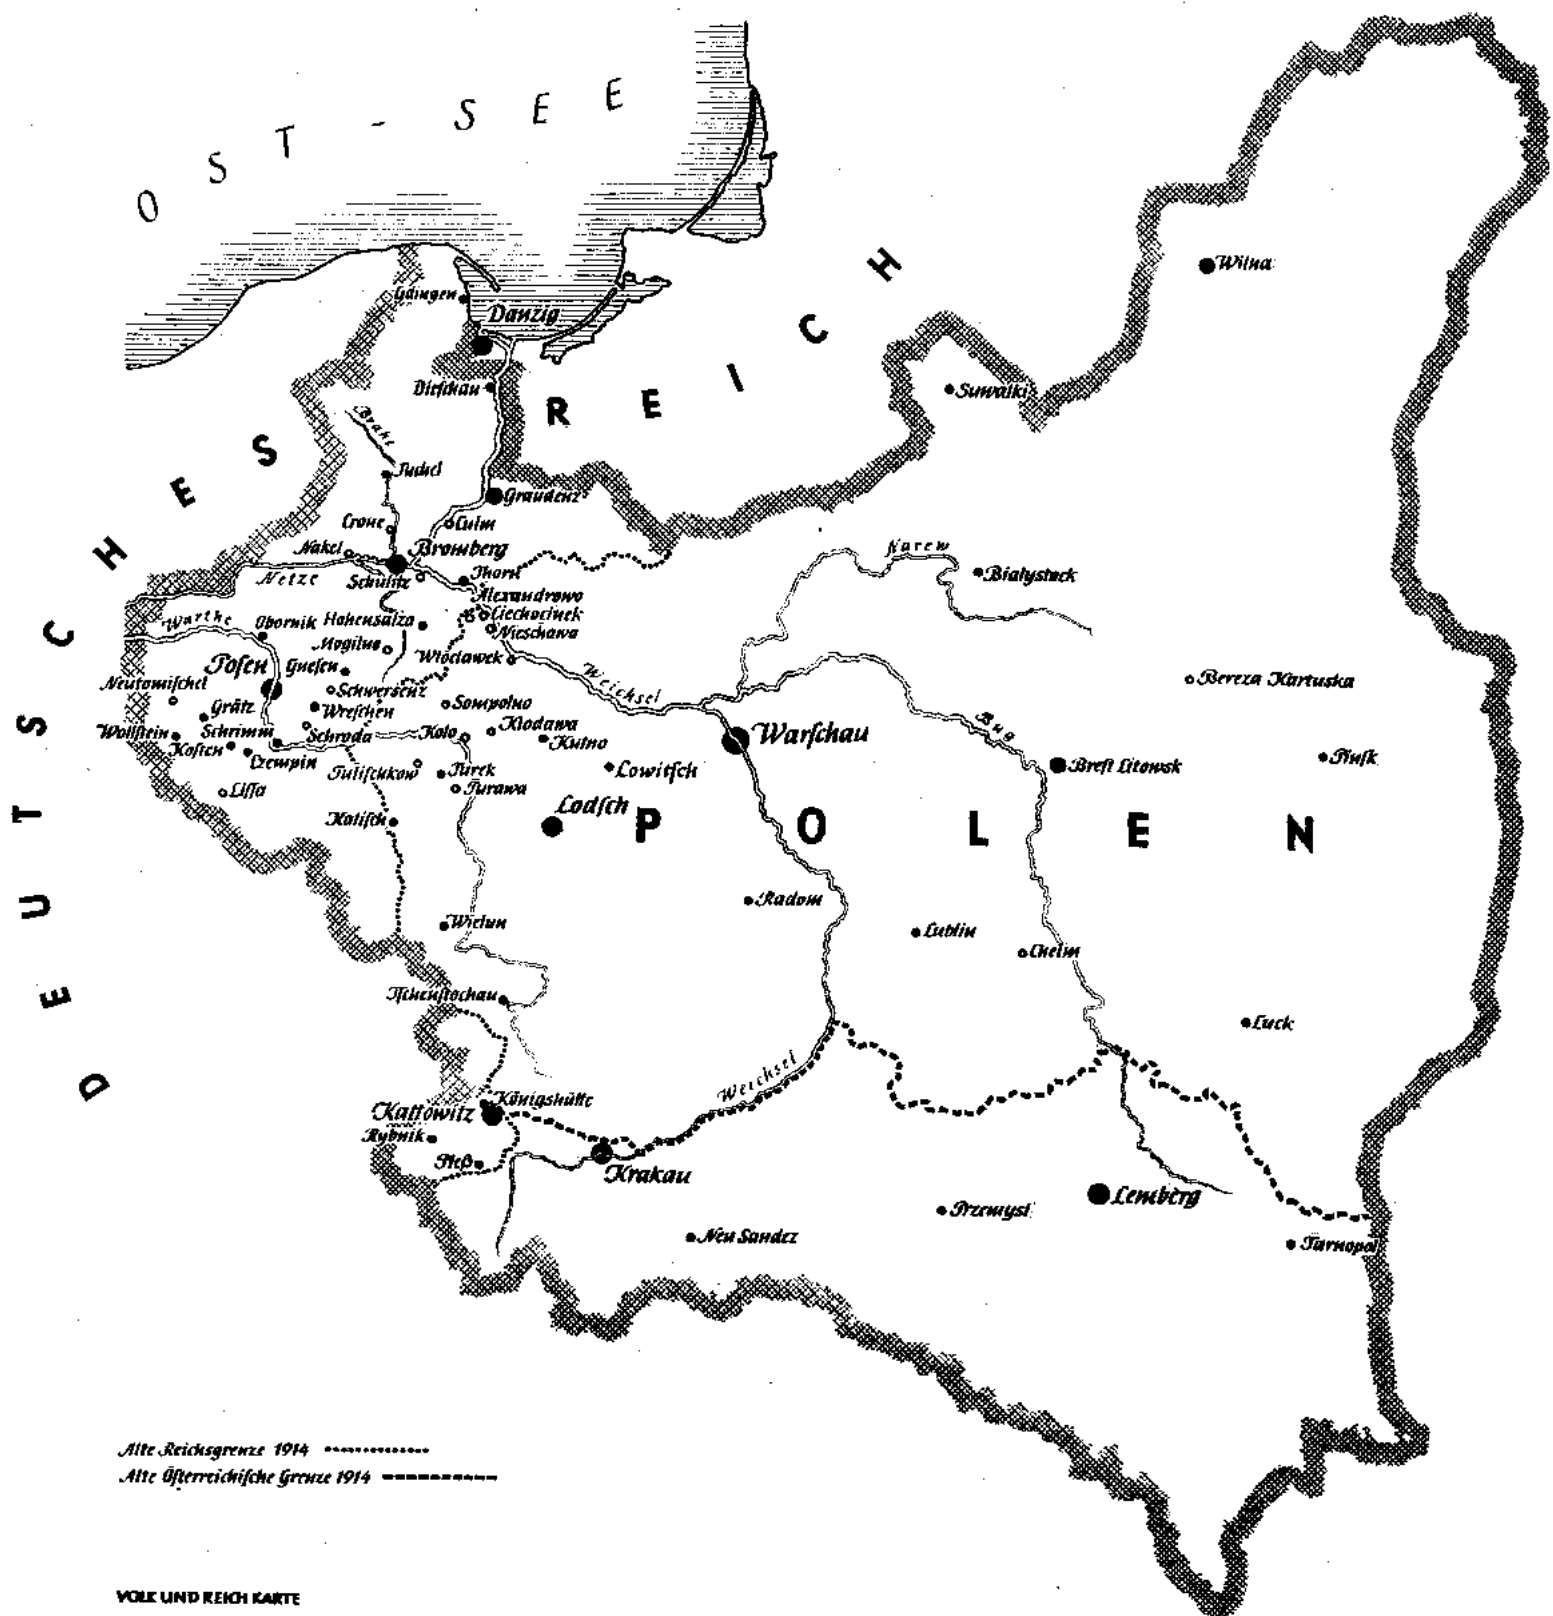 OST-SEE
DEUTSCHES REICH
POLEN
Gdingen
Danzig
Dirſchau
Wilna
Suwalki
Brahe
Tuchel
Graudenz
Crone
Culm
Nakel
Bromberg
Netze
Schulitz
Thorn
Narew
Bialystock
Alexandrowo
Ciechocinek
Nieschawa
Warthe
Obornik
Hohensalza
Mogilno
Wloclawek
Weichsel
Poſen
Gneſen
Neutomiſchel
Schwersenz
Grätz
Wreſchen
Sompolno
Bereza Kartuska
Wollſtein
Schrimm
Schroda
Kolo
Klodawa
Kutno
Warſchau
Bug
Koſten
Czempin
Tuliſchkow
Turek
Lowitſch
Breſt Litowsk
Pinſk
Liſſa
Turawa
Lodſch
Kaliſch
Radom
Wielun
Lublin
Chelm
Tſchenſtochau
Luck
Weichsel
Königshütte
Kattowitz
Rybnik
Pleß
Krakau
Lemberg
Przemysl
Neu Sandez
Tarnopol
Alte Reichsgrenze 1914
Alte Öſterreichiſche Grenze 1914
VOLK UND REICH KARTE